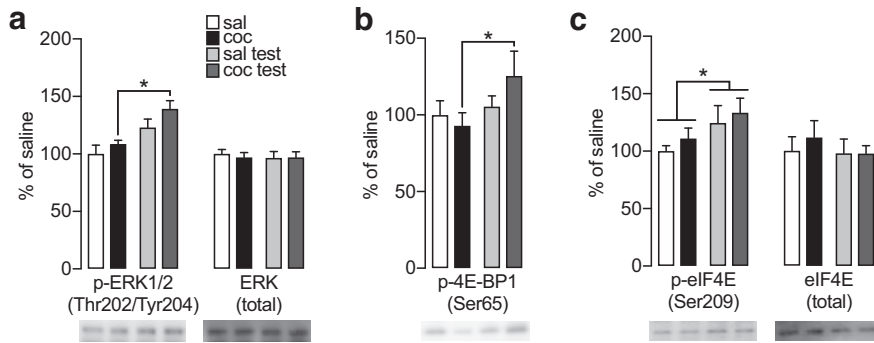 a
b
c
sal
coc
sal test
coc test
% of saline
200
150
100
50
0
*
p-ERK1/2
(Thr202/Tyr204)
ERK
(total)
% of saline
150
100
50
0
*
p-4E-BP1
(Ser65)
% of saline
200
150
100
50
0
*
p-eIF4E
(Ser209)
eIF4E
(total)